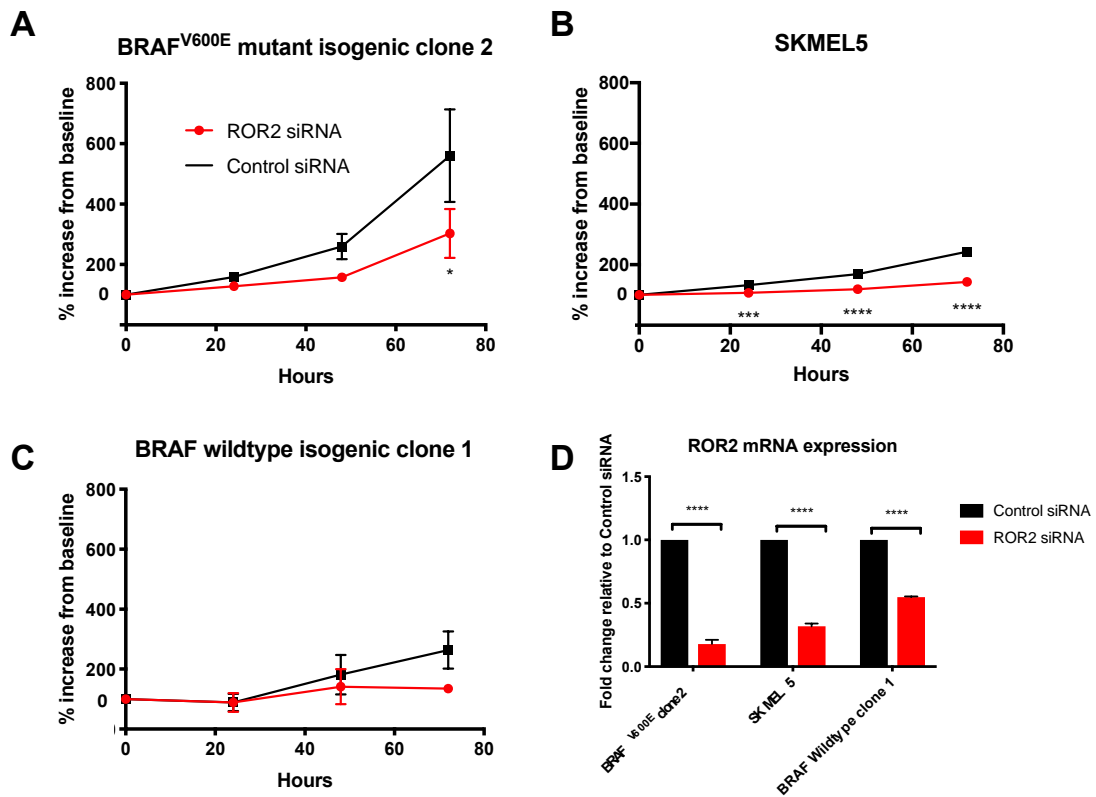 A
BRAFV600E mutant isogenic clone 2
% increase from baseline
800
600
400
200
0
ROR2 siRNA
Control siRNA
*
0 20 40 60 80
Hours
B
SKMEL5
% increase from baseline
800
600
400
200
0
*** **** ****
0 20 40 60 80
Hours
C
BRAF wildtype isogenic clone 1
% increase from baseline
800
600
400
200
0
0 20 40 60 80
Hours
D
ROR2 mRNA expression
Fold change relative to Control siRNA
1.5
1.0
0.5
0.0
**** **** ****
Control siRNA
ROR2 siRNA
BRAF V600E clone2
SKMEL 5
BRAF Wildtype clone 1